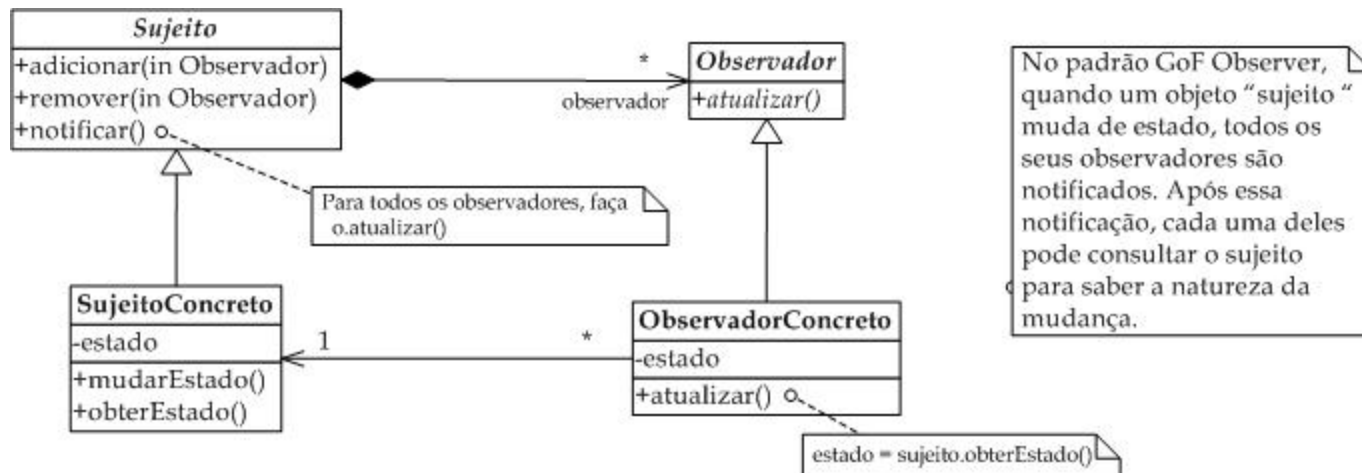 Sujeito
+adicionar(in Observador)
+remover(in Observador)
+notificar()
*
observador
Observador
+atualizar()
Para todos os observadores, faça
o.atualizar()
No padrão GoF Observer,
quando um objeto “sujeito “
muda de estado, todos os
seus observadores são
notificados. Após essa
notificação, cada uma deles
pode consultar o sujeito
para saber a natureza da
mudança.
SujeitoConcreto
-estado
+mudarEstado()
+obterEstado()
1
*
ObservadorConcreto
-estado
+atualizar()
estado = sujeito.obterEstado()